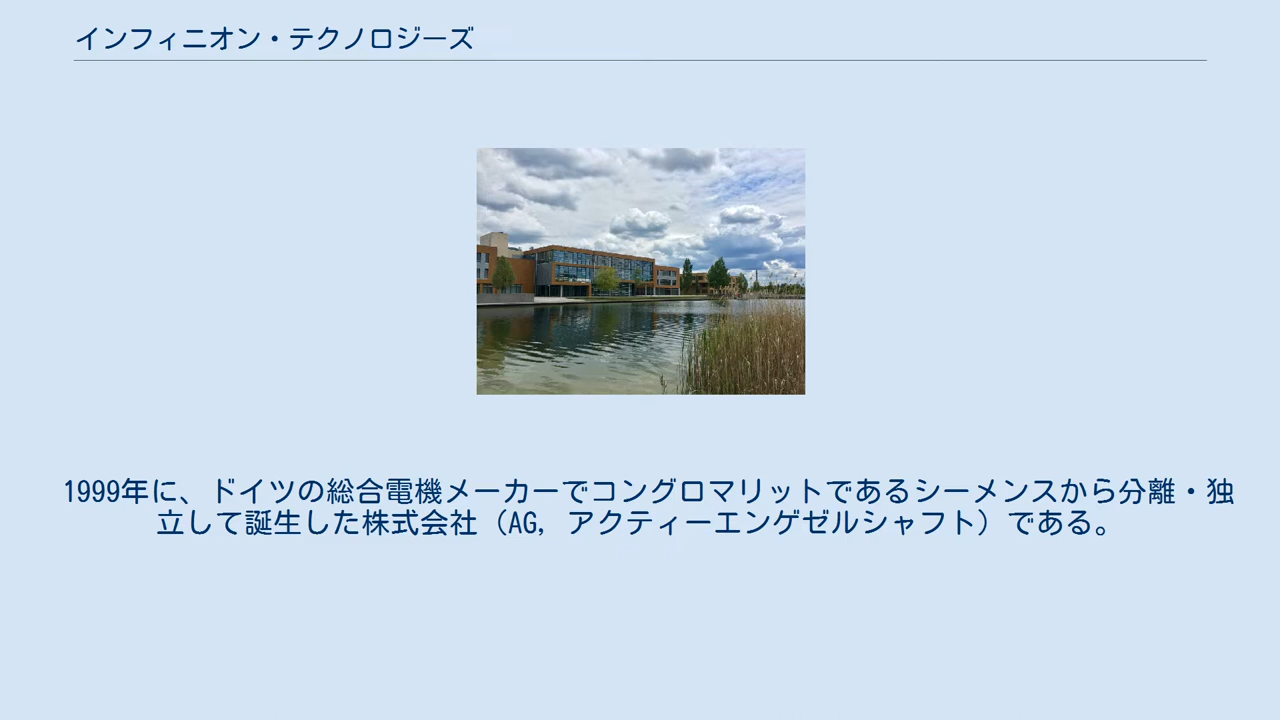 インフィニオン・テクノロジーズ
1999年に、ドイツの総合電機メーカーでコングロマリットであるシーメンスから分離・独
立して誕生した株式会社（AG, アクティーエンゲゼルシャフト）である。